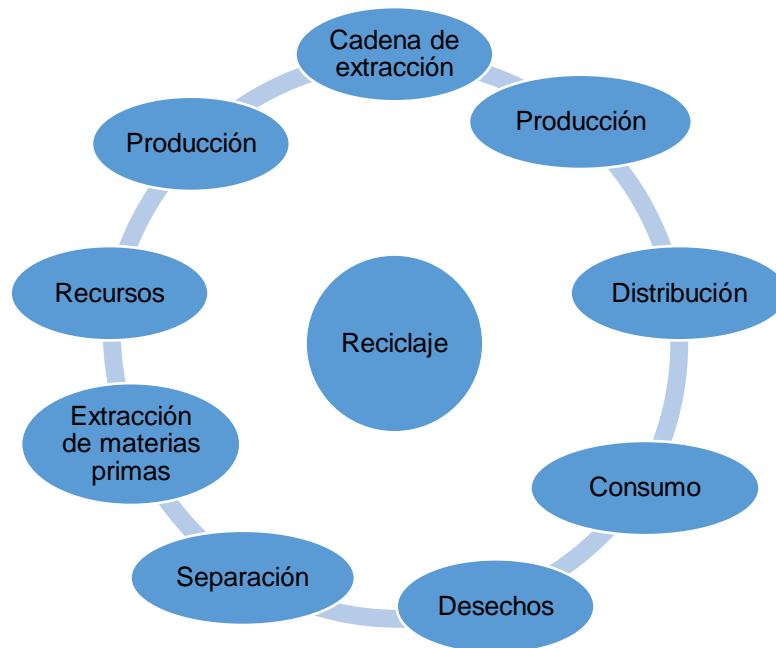 Cadena de
extracción
Producción
Distribución
Consumo
Desechos
Separación
Extracción
de materias
primas
Recursos
Producción
Reciclaje